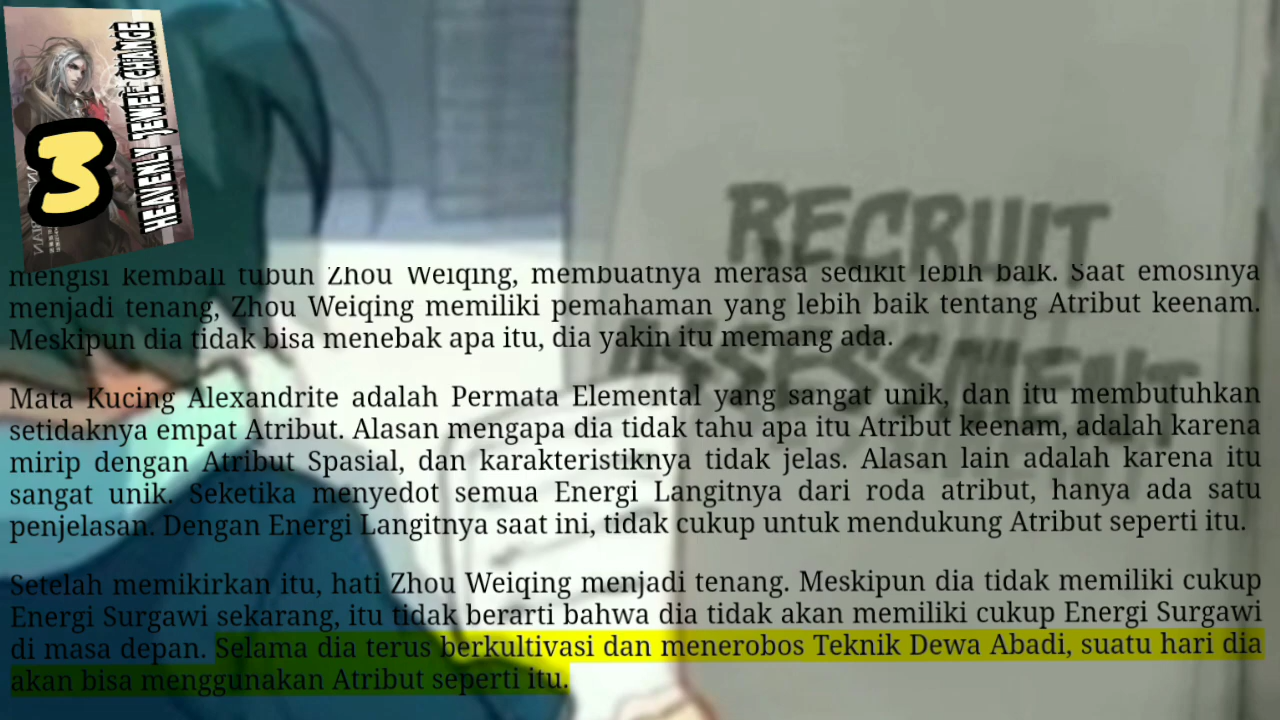 HEAVENLY JEWEL CHANGE
3
RECRUIT
ASSESSMENT
mengisi kembali tubuh Zhou Weiqing, membuatnya merasa sedikit lebih baik. Saat emosinya
menjadi tenang, Zhou Weiqing memiliki pemahaman yang lebih baik tentang Atribut keenam.
Meskipun dia tidak bisa menebak apa itu, dia yakin itu memang ada.
Mata Kucing Alexandrite adalah Permata Elemental yang sangat unik, dan itu membutuhkan
setidaknya empat Atribut. Alasan mengapa dia tidak tahu apa itu Atribut keenam, adalah karena
mirip dengan Atribut Spasial, dan karakteristiknya tidak jelas. Alasan lain adalah karena itu
sangat unik. Seketika menyedot semua Energi Langitnya dari roda atribut, hanya ada satu
penjelasan. Dengan Energi Langitnya saat ini, tidak cukup untuk mendukung Atribut seperti itu.
Setelah memikirkan itu, hati Zhou Weiqing menjadi tenang. Meskipun dia tidak memiliki cukup
Energi Surgawi sekarang, itu tidak berarti bahwa dia tidak akan memiliki cukup Energi Surgawi
di masa depan. Selama dia terus berkultivasi dan menerobos Teknik Dewa Abadi, suatu hari dia
akan bisa menggunakan Atribut seperti itu.